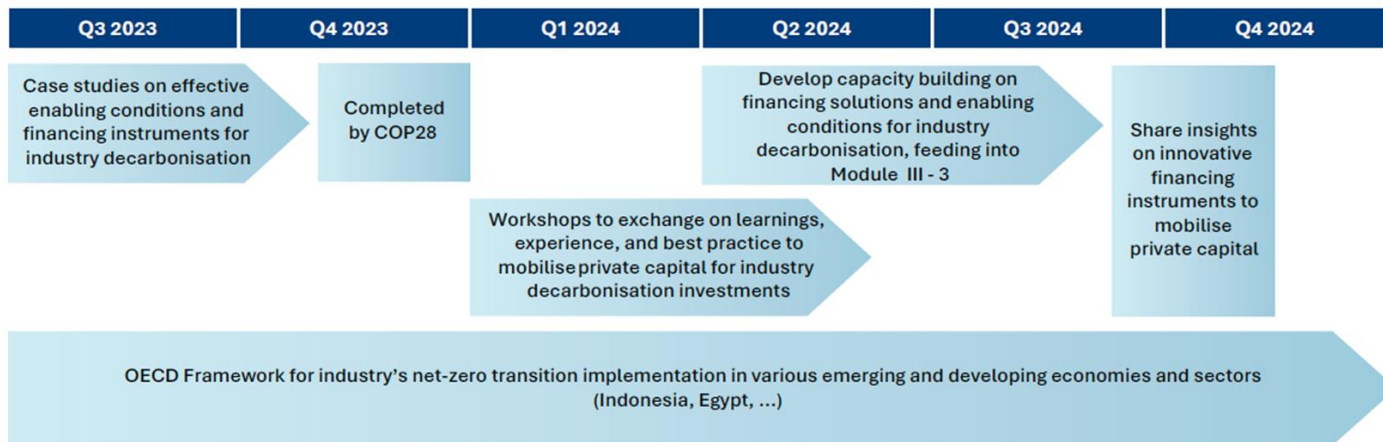 Q3 2023
Q4 2023
Q1 2024
Q2 2024
Q3 2024
Q4 2024
Case studies on effective
enabling conditions and
financing instruments for
industry decarbonisation
Completed
by COP28
Develop capacity building on
financing solutions and enabling
conditions for industry
decarbonisation, feeding into
Module III - 3
Share insights
on innovative
financing
instruments to
mobilise
private capital
Workshops to exchange on learnings,
experience, and best practice to
mobilise private capital for industry
decarbonisation investments
OECD Framework for industry’s net-zero transition implementation in various emerging and developing economies and sectors
(Indonesia, Egypt, ...)